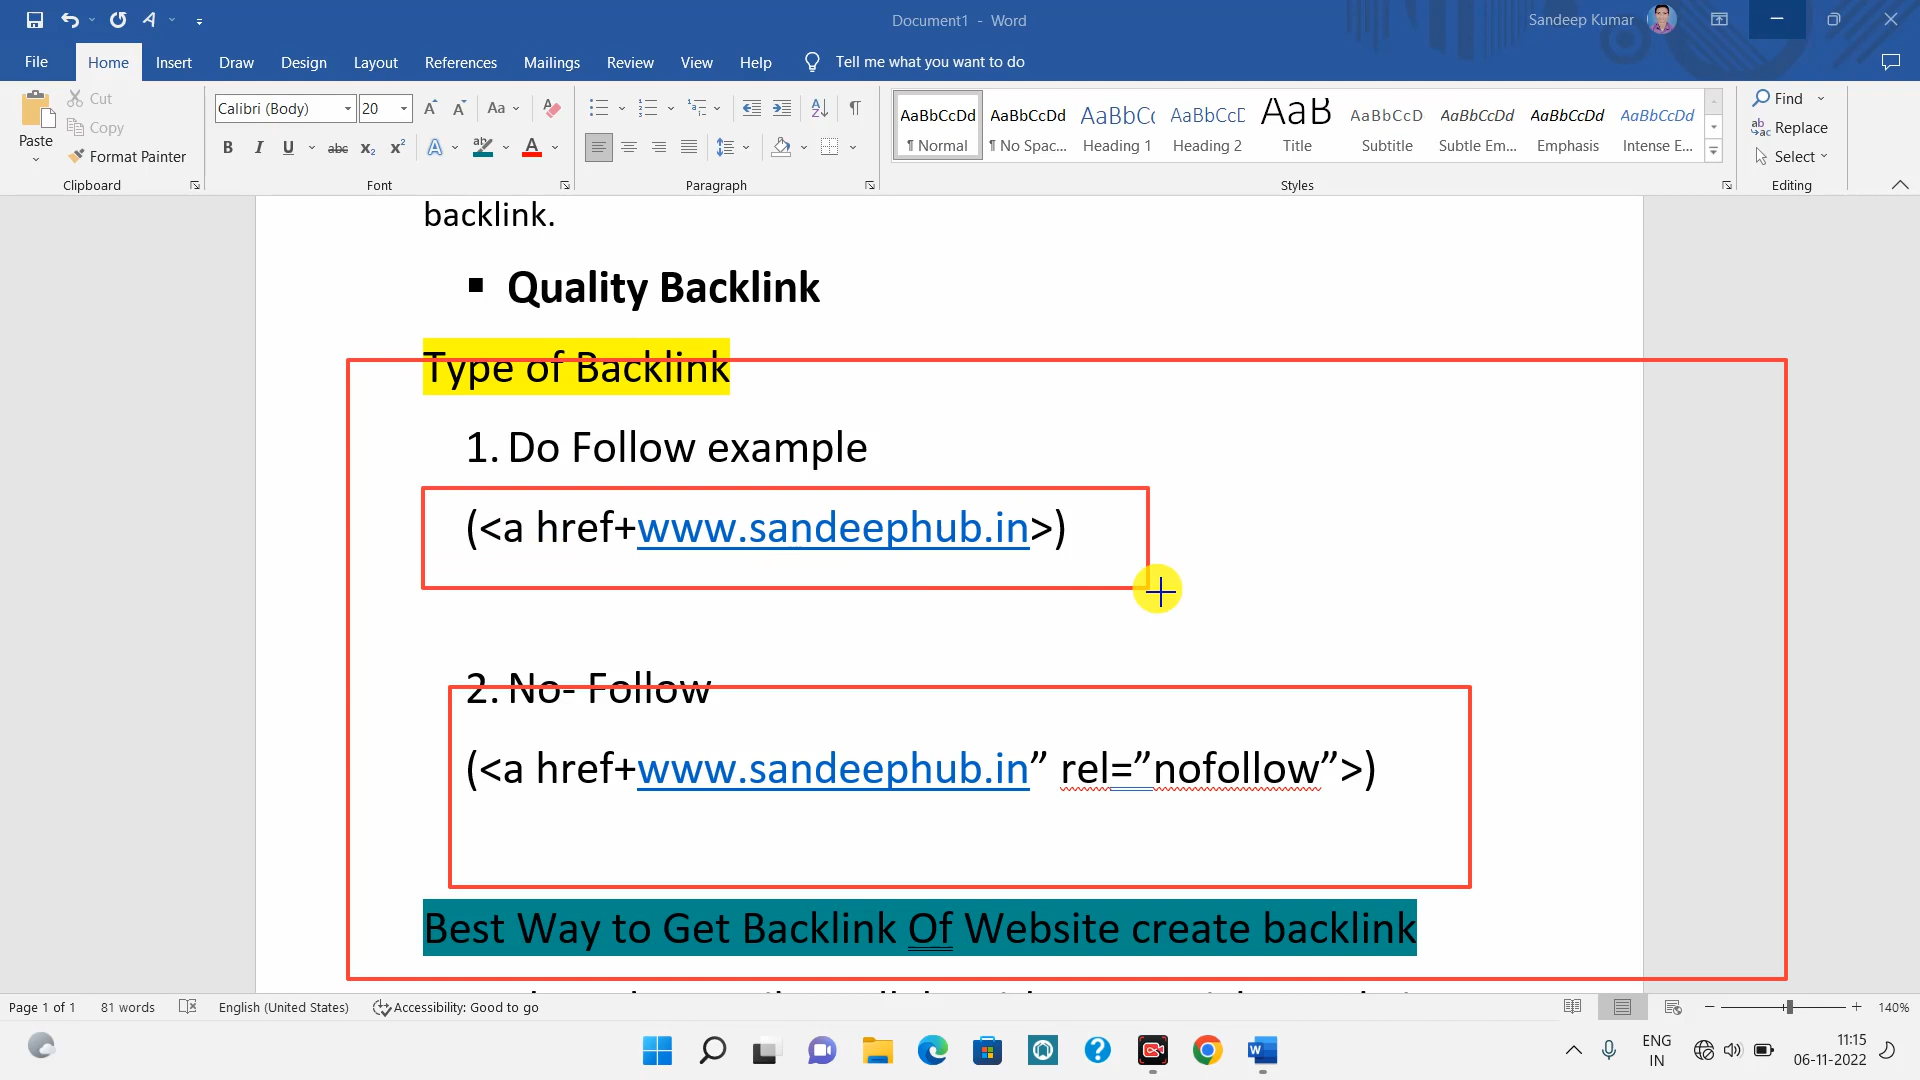 Document1 - Word
Sandeep Kumar
File Home Insert Draw Design Layout References Mailings Review View Help Tell me what you want to do
Paste
Cut
Copy
Format Painter
Clipboard
Calibri (Body) 20
Aa
Font
Paragraph
AaBbCcDd AaBbCcDd AaBbCc AaBbCcD AaB AaBbCcD AaBbCcDd AaBbCcDd AaBbCcDd
¶ Normal ¶ No Spac... Heading 1 Heading 2 Title Subtitle Subtle Em... Emphasis Intense E...
Styles
Find
Replace
Select
Editing
backlink.
▪ Quality Backlink
Type of Backlink
1. Do Follow example
(<a href+www.sandeephub.in>)
2. No- Follow
(<a href+www.sandeephub.in” rel=”nofollow”>)
Best Way to Get Backlink Of Website create backlink
Page 1 of 1 81 words English (United States) Accessibility: Good to go 140%
ENG
IN
11:15
06-11-2022